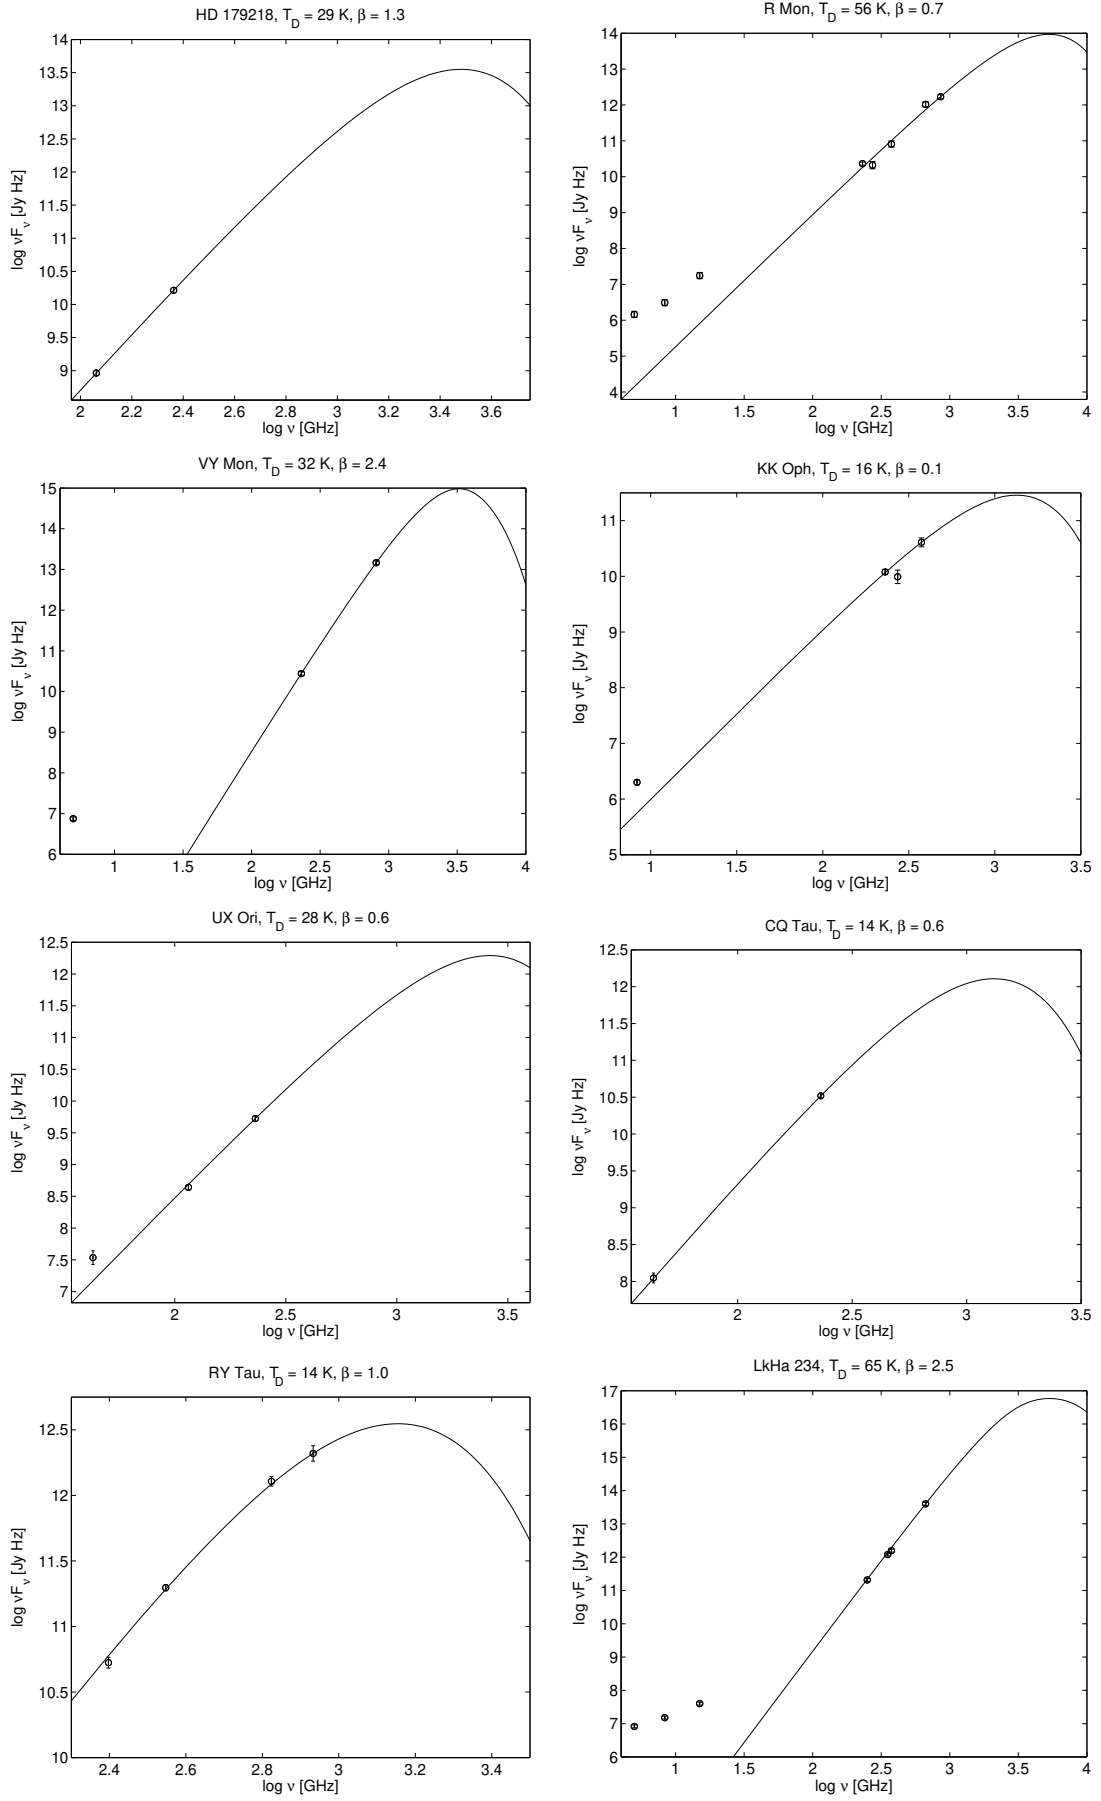 HD 179218, T_D = 29 K, β = 1.3
14
13.5
13
12.5
12
11.5
11
10.5
10
9.5
9
log νF_ν [Jy Hz]
2 2.2 2.4 2.6 2.8 3 3.2 3.4 3.6
log ν [GHz]
R Mon, T_D = 56 K, β = 0.7
14
13
12
11
10
9
8
7
6
5
4
log νF_ν [Jy Hz]
1 1.5 2 2.5 3 3.5 4
log ν [GHz]
VY Mon, T_D = 32 K, β = 2.4
15
14
13
12
11
10
9
8
7
6
log νF_ν [Jy Hz]
1 1.5 2 2.5 3 3.5 4
log ν [GHz]
KK Oph, T_D = 16 K, β = 0.1
11
10
9
8
7
6
5
log νF_ν [Jy Hz]
1 1.5 2 2.5 3 3.5
log ν [GHz]
UX Ori, T_D = 28 K, β = 0.6
12.5
12
11.5
11
10.5
10
9.5
9
8.5
8
7.5
7
log νF_ν [Jy Hz]
2 2.5 3 3.5
log ν [GHz]
CQ Tau, T_D = 14 K, β = 0.6
12.5
12
11.5
11
10.5
10
9.5
9
8.5
8
log νF_ν [Jy Hz]
2 2.5 3 3.5
log ν [GHz]
RY Tau, T_D = 14 K, β = 1.0
12.5
12
11.5
11
10.5
10
log νF_ν [Jy Hz]
2.4 2.6 2.8 3 3.2 3.4
log ν [GHz]
LkHa 234, T_D = 65 K, β = 2.5
17
16
15
14
13
12
11
10
9
8
7
6
log νF_ν [Jy Hz]
1 1.5 2 2.5 3 3.5 4
log ν [GHz]